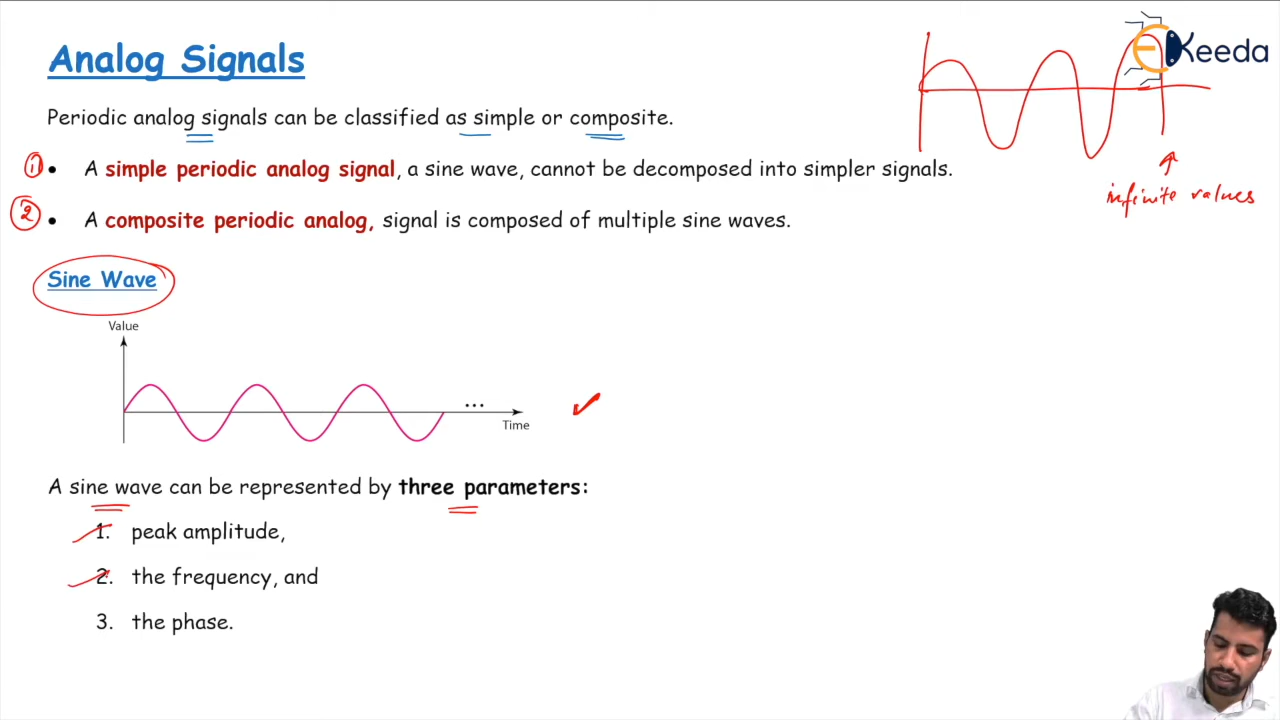 Analog Signals
EKeeda
Periodic analog signals can be classified as simple or composite.
1 • A simple periodic analog signal, a sine wave, cannot be decomposed into simpler signals.
infinite values
2 • A composite periodic analog, signal is composed of multiple sine waves.
Sine Wave
Value
...
Time
A sine wave can be represented by three parameters:
1. peak amplitude,
2. the frequency, and
3. the phase.